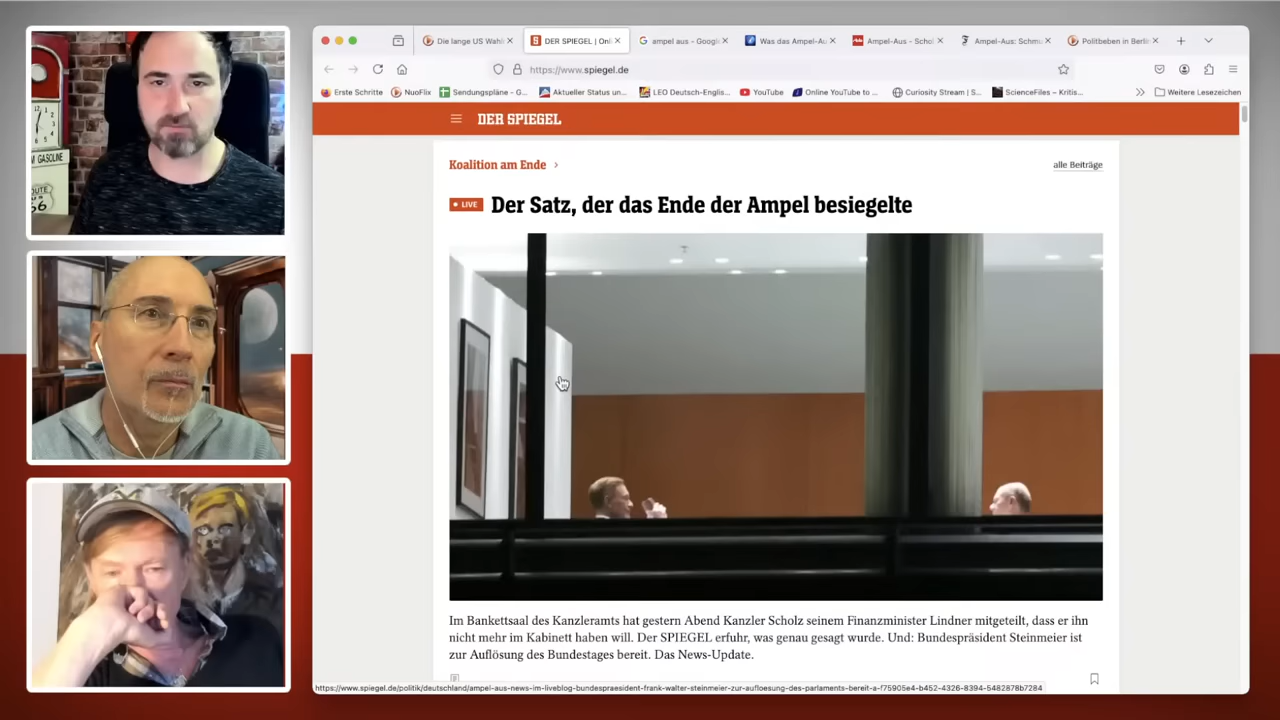 Die lange US Wahl
DER SPIEGEL | Onl
ampel aus - Googl
Was das Ampel-Au
Ampel-Aus - Schol
Ampel-Aus: Schmu
Politbeben in Berli
https://www.spiegel.de
Erste Schritte
NuoFlix
Sendungspläne - G...
Aktueller Status un...
LEO Deutsch-Englis...
YouTube
Online YouTube to ...
Curiosity Stream | S...
ScienceFiles – Kritis...
Weitere Lesezeichen
DER SPIEGEL
Koalition am Ende
alle Beiträge
LIVE Der Satz, der das Ende der Ampel besiegelte
Im Bankettsaal des Kanzleramts hat gestern Abend Kanzler Scholz seinem Finanzminister Lindner mitgeteilt, dass er ihn
nicht mehr im Kabinett haben will. Der SPIEGEL erfuhr, was genau gesagt wurde. Und: Bundespräsident Steinmeier ist
zur Auflösung des Bundestages bereit. Das News-Update.
https://www.spiegel.de/politik/deutschland/ampel-aus-news-im-liveblog-bundespraesident-frank-walter-steinmeier-zur-aufloesung-des-parlaments-bereit-a-f75905e4-b452-4326-8394-5482878b7284
GASOLINE
ROUTE
66